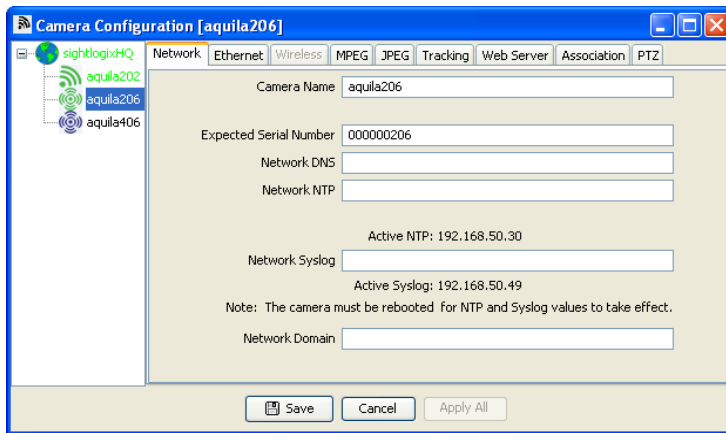 Camera Configuration [aquila206]
sightlogixHQ
aquila202
aquila206
aquila406
Network Ethernet Wireless MPEG JPEG Tracking Web Server Association PTZ
Camera Name aquila206
Expected Serial Number 000000206
Network DNS
Network NTP
Active NTP: 192.168.50.30
Network Syslog
Active Syslog: 192.168.50.49
Note: The camera must be rebooted for NTP and Syslog values to take effect.
Network Domain
Save Cancel Apply All